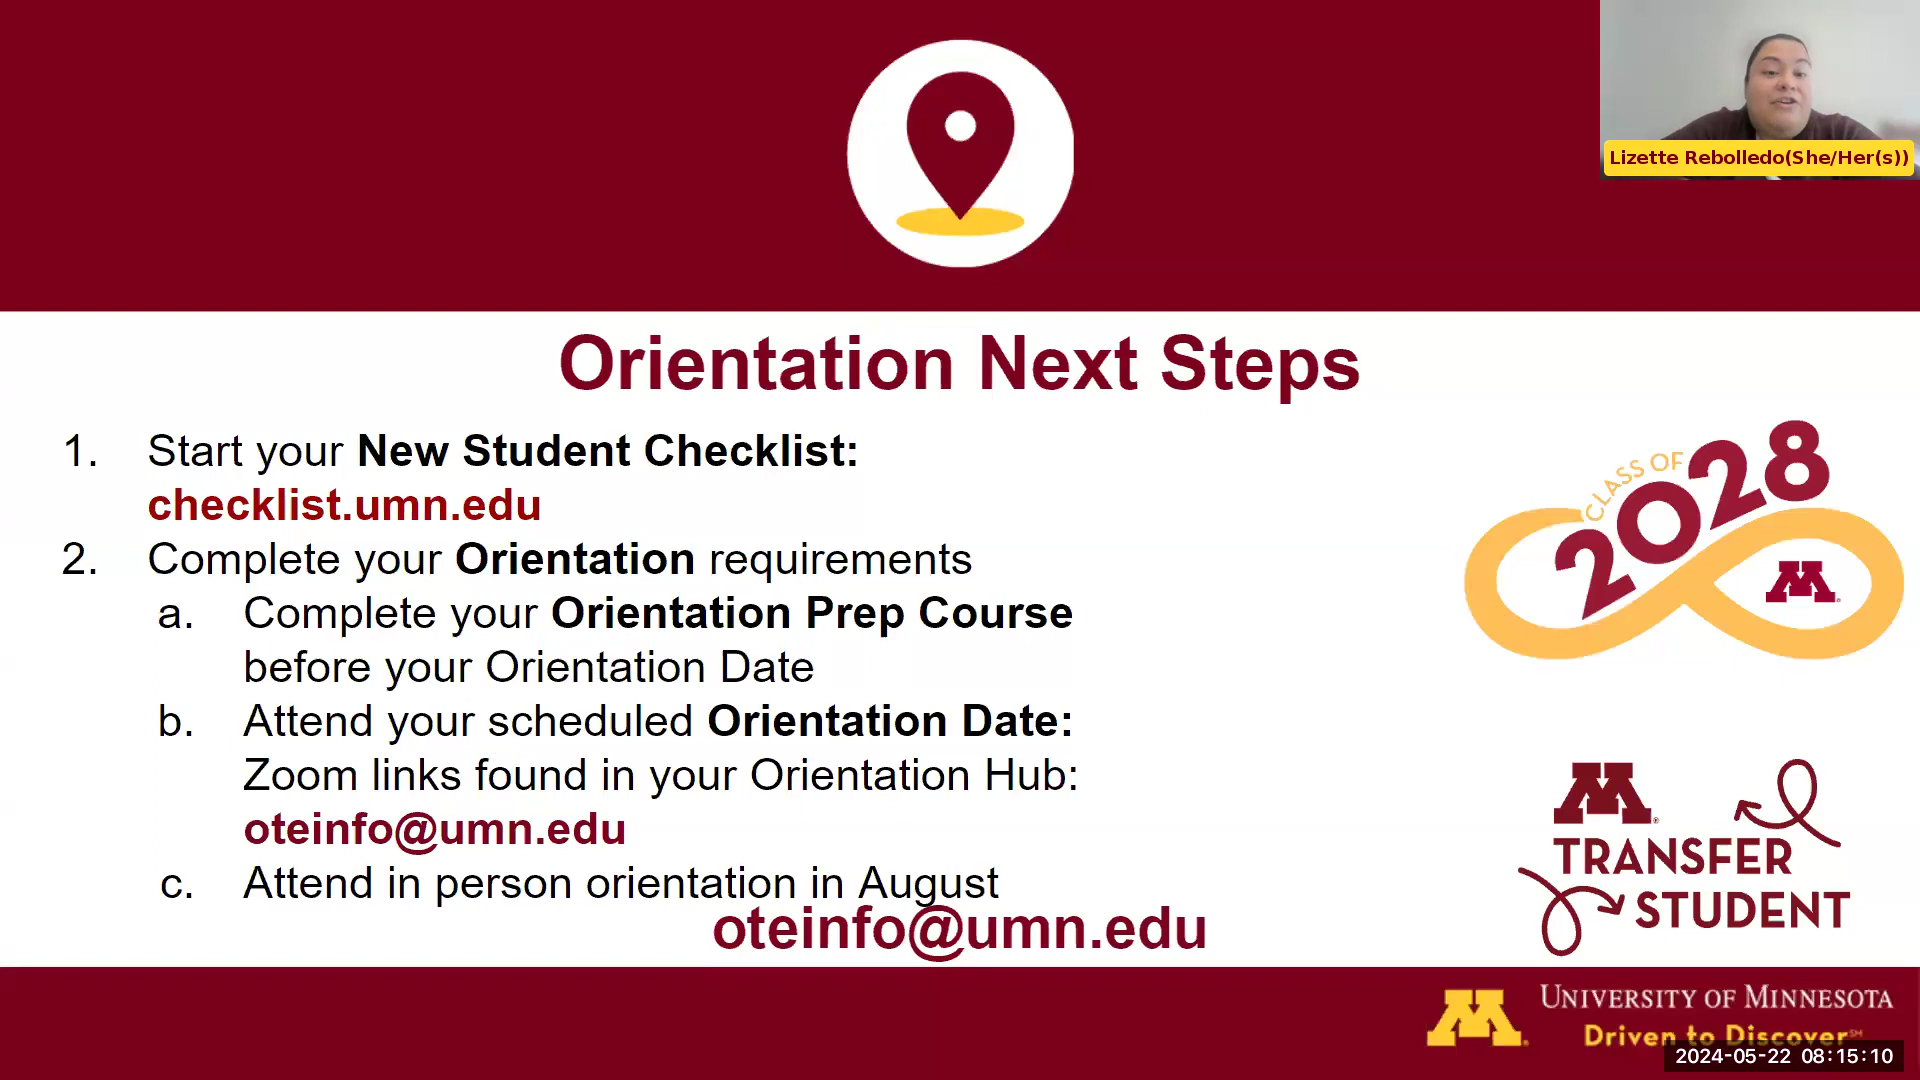 Lizette Rebolledo(She/Her(s))
Orientation Next Steps
1. Start your New Student Checklist:
checklist.umn.edu
2. Complete your Orientation requirements
a. Complete your Orientation Prep Course
before your Orientation Date
b. Attend your scheduled Orientation Date:
Zoom links found in your Orientation Hub:
oteinfo@umn.edu
c. Attend in person orientation in August
oteinfo@umn.edu
CLASS OF
2028
M
M
TRANSFER
STUDENT
M
UNIVERSITY OF MINNESOTA
Driven to Discover℠
2024-05-22 08:15:10